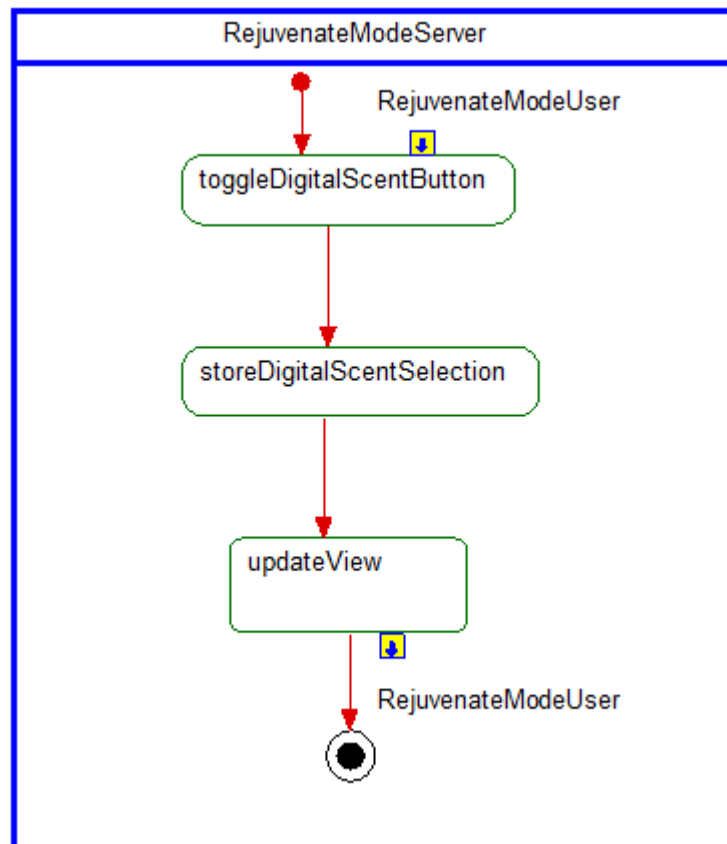 RejuvenateModeServer
RejuvenateModeUser
toggleDigitalScentButton
storeDigitalScentSelection
updateView
RejuvenateModeUser